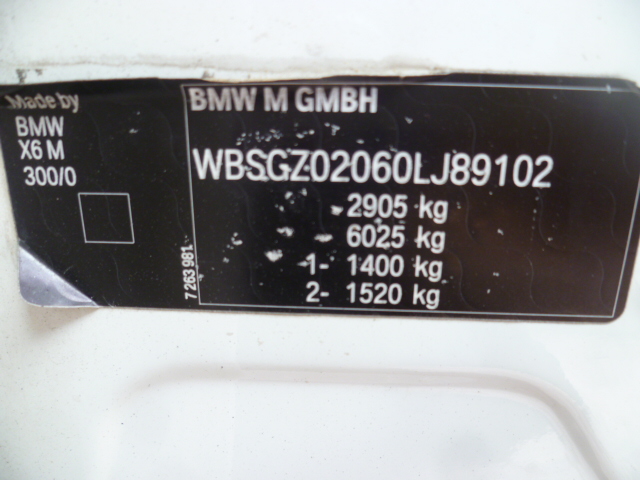 Made by
BMW
X6 M
300/0
7 263 981
BMW M GMBH
WBSGZ02060LJ89102
2905 kg
6025 kg
1- 1400 kg
2- 1520 kg